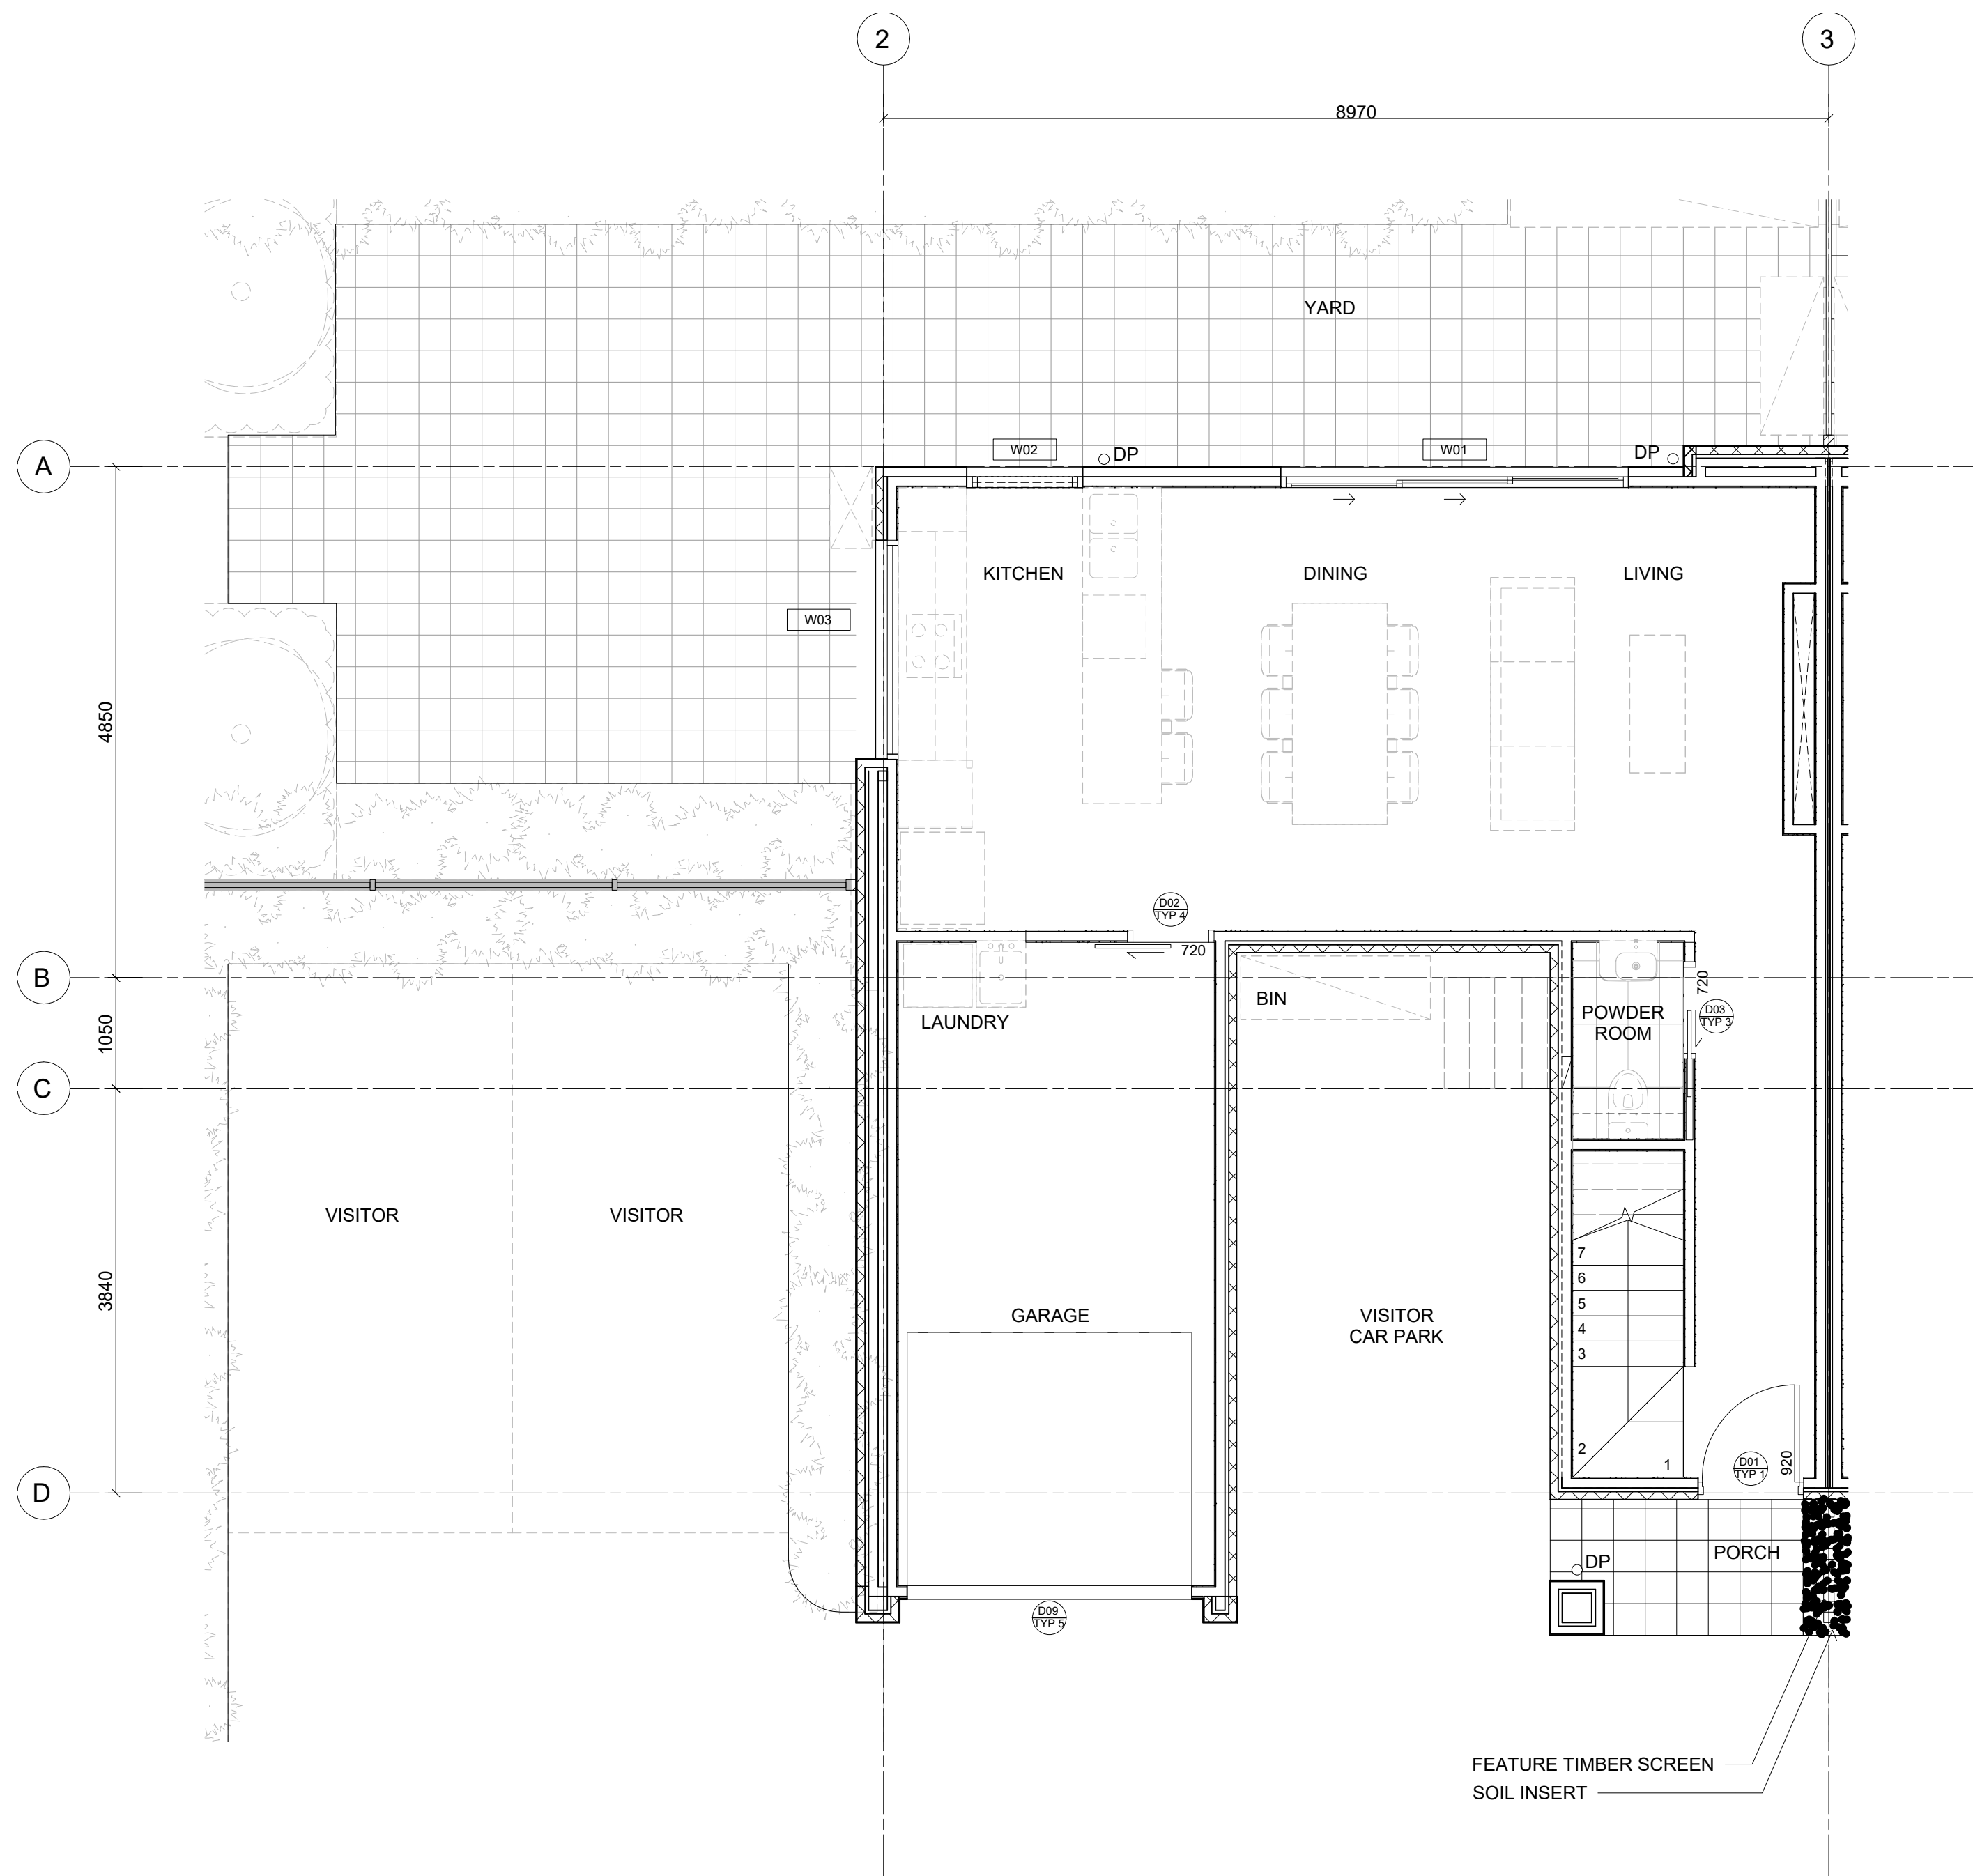 2
3
8970
YARD
A
W02
DP
W01
DP
KITCHEN
DINING
LIVING
W03
4850
D02
TYP 4
720
B
BIN
720
LAUNDRY
POWDER
ROOM
D03
TYP 3
1050
C
VISITOR
VISITOR
7
6
5
4
3
2
1
3840
GARAGE
VISITOR
CAR PARK
D01
TYP 1
920
D
PORCH
DP
D09
TYP 5
FEATURE TIMBER SCREEN
SOIL INSERT